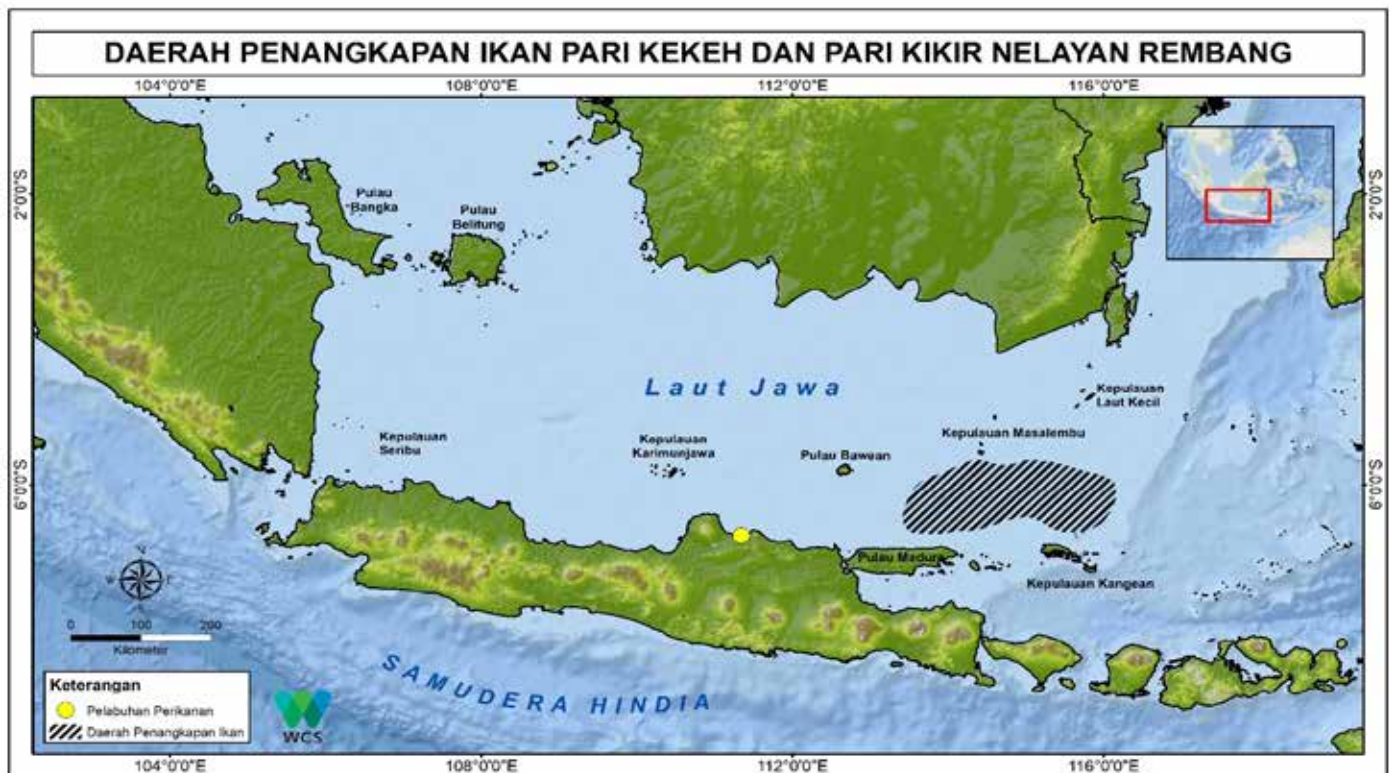 DAERAH PENANGKAPAN IKAN PARI KEKEH DAN PARI KIKIR NELAYAN REMBANG
104°0'0"E
108°0'0"E
112°0'0"E
116°0'0"E
2°0'0"S
2°0'0"S
Pulau
Bangka
Pulau
Belitung
Laut Jawa
Kepulauan
Laut Kecil
Kepulauan
Seribu
Kepulauan
Karimunjawa
Pulau Bawean
Kepulauan Masalembu
6°0'0"S
6°0'0"S
Pulau Madura
Kepulauan Kangean
N
W
E
0
100
200
Kilometer
SAMUDERA HINDIA
Keterangan
Pelabuhan Perikanan
Daerah Penangkapan Ikan
WCS
104°0'0"E
108°0'0"E
112°0'0"E
116°0'0"E